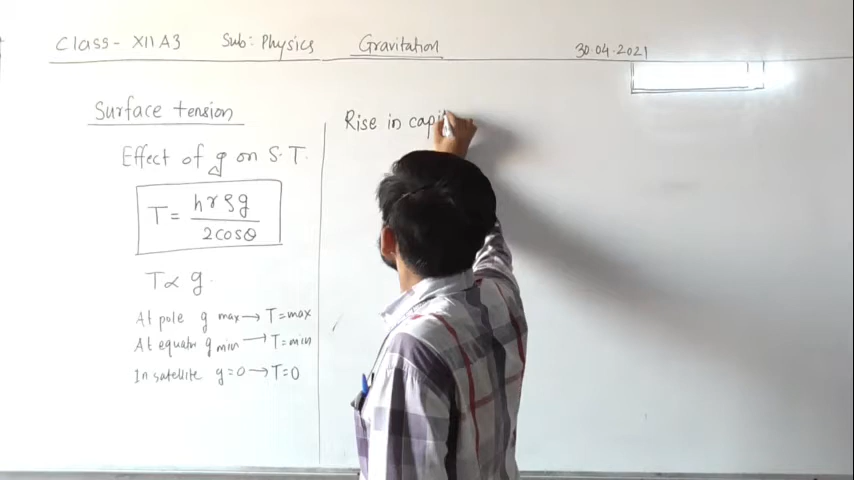 Class- XII A3 Sub: Physics Gravitation 30.04.2021
Surface tension
Effect of g on S.T.
T = hrρg / 2cosθ
T ∝ g.
At pole g max → T = max
At equator g min → T = min
In satellite g = 0 → T = 0
Rise in capi